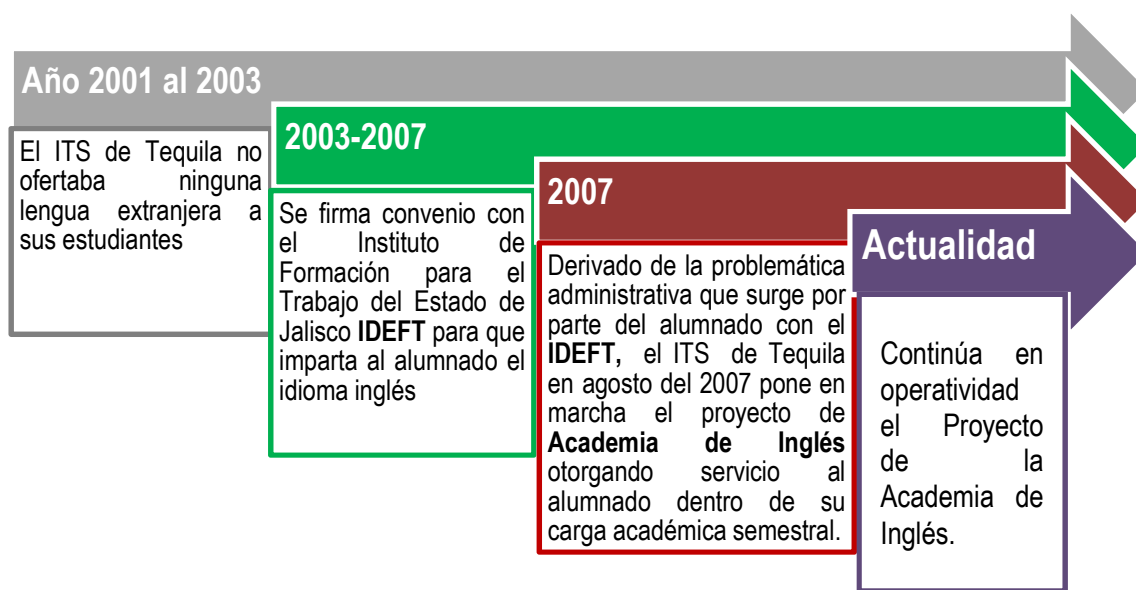 Año 2001 al 2003
El ITS de Tequila no
ofertaba ninguna
lengua extranjera a
sus estudiantes
2003-2007
Se firma convenio con
el Instituto de
Formación para el
Trabajo del Estado de
Jalisco IDEFT para que
imparta al alumnado el
idioma inglés
2007
Derivado de la problemática
administrativa que surge por
parte del alumnado con el
IDEFT, el ITS de Tequila
en agosto del 2007 pone en
marcha el proyecto de
Academia de Inglés
otorgando servicio al
alumnado dentro de su
carga académica semestral.
Actualidad
Continúa en
operatividad
el Proyecto
de la
Academia de
Inglés.